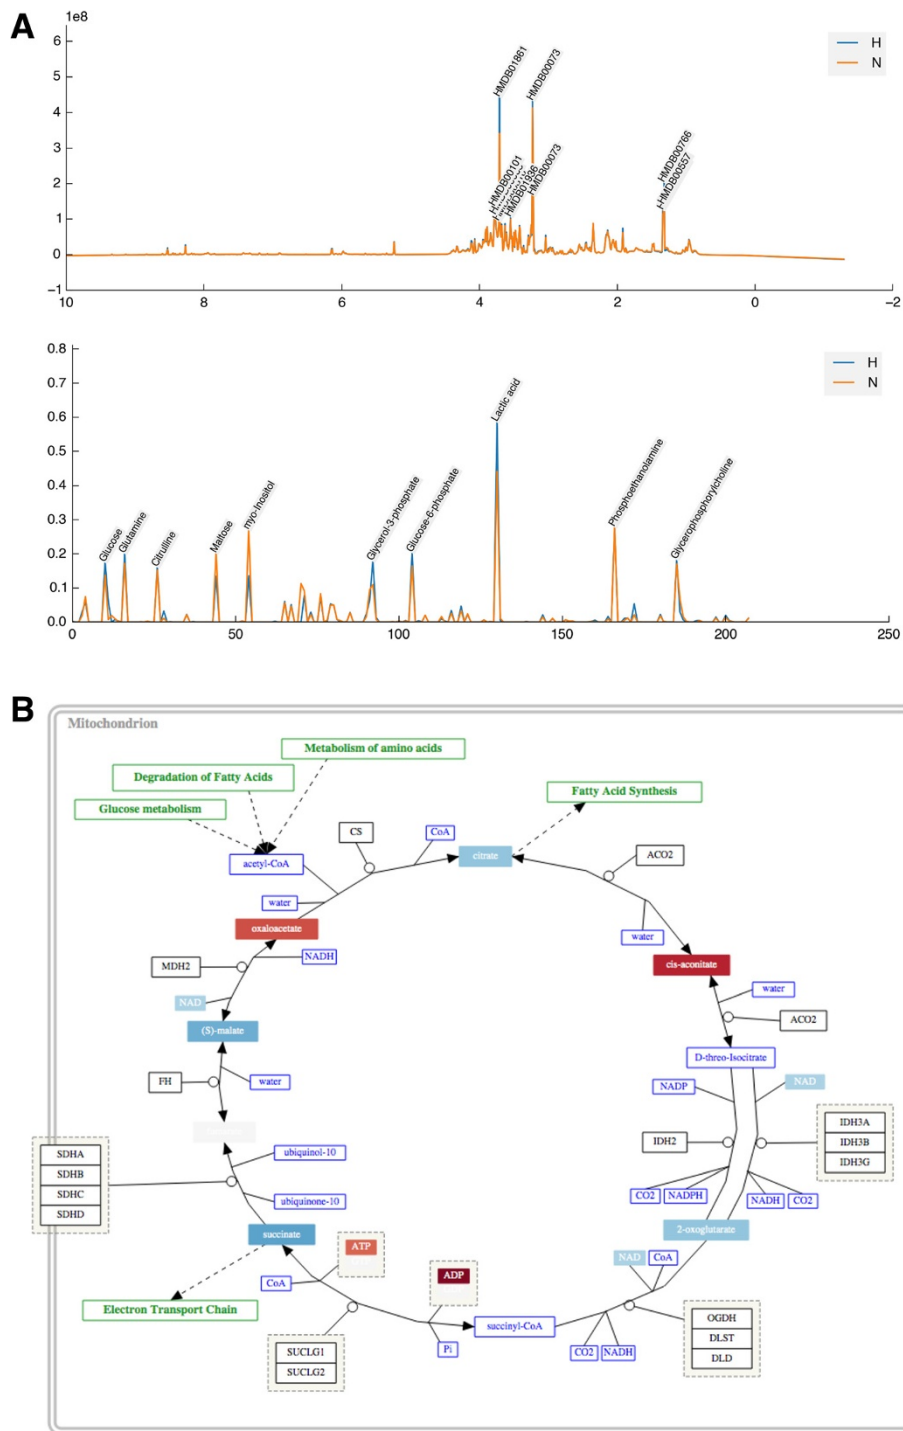 A
1e8
6
5
4
3
2
1
0
−1
10
8
6
4
2
0
−2
HMDB01861
HMDB00073
HMDB00101
HMDB01936
HMDB00073
HMDB00766
HMDB00557
H
N
0.8
0.7
0.6
0.5
0.4
0.3
0.2
0.1
0.0
0
50
100
150
200
250
Glucose
Glutamine
Citrulline
Maltose
myo-Inositol
Glycerol-3-phosphate
Glucose-6-phosphate
Lactic acid
Phosphoethanolamine
Glycerophosphorylcholine
H
N
B
Mitochondrion
Metabolism of amino acids
Degradation of Fatty Acids
Glucose metabolism
Fatty Acid Synthesis
CS
CoA
citrate
ACO2
acetyl-CoA
water
water
oxaloacetate
NADH
cis-aconitate
MDH2
water
NAD
ACO2
(S)-malate
D-threo-Isocitrate
FH
water
NADP
NAD
IDH2
IDH3A
IDH3B
IDH3G
SDHA
SDHB
SDHC
SDHD
ubiquinol-10
ubiquinone-10
CO2
NADPH
NADH
CO2
succinate
2-oxoglutarate
ATP
NAD
CoA
CoA
ADP
Electron Transport Chain
succinyl-CoA
OGDH
DLST
DLD
Pi
CO2
NADH
SUCLG1
SUCLG2